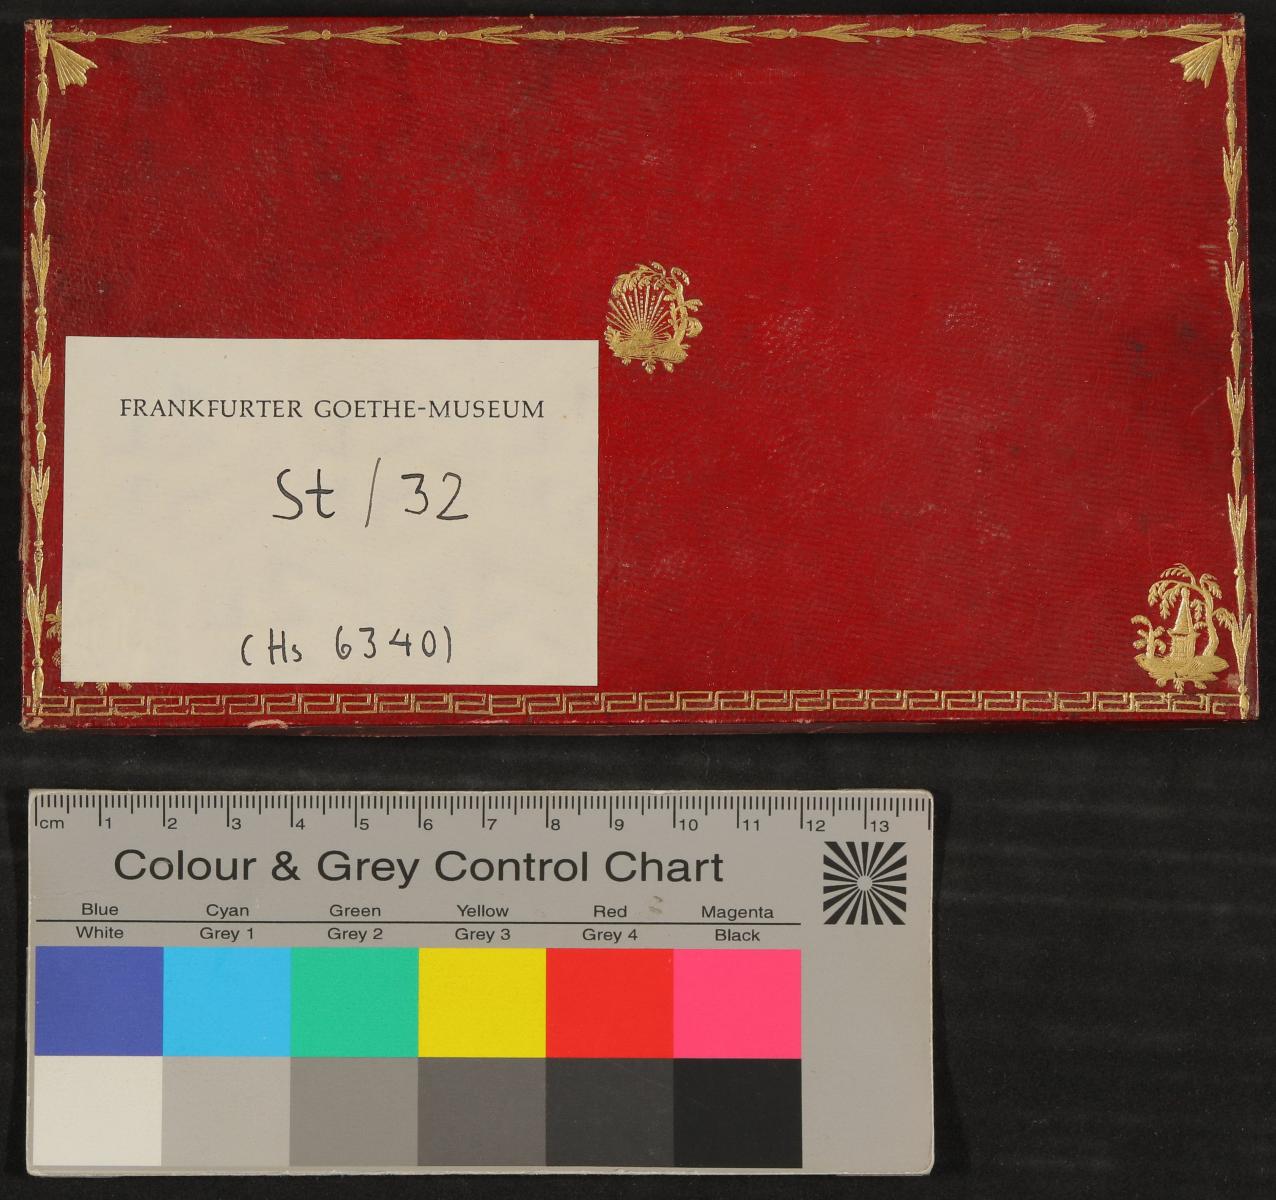 FRANKFURTER GOETHE-MUSEUM
St / 32
(Hs 6340)
cm 1 2 3 4 5 6 7 8 9 10 11 12 13
Colour & Grey Control Chart
Blue Cyan Green Yellow Red Magenta
White Grey 1 Grey 2 Grey 3 Grey 4 Black